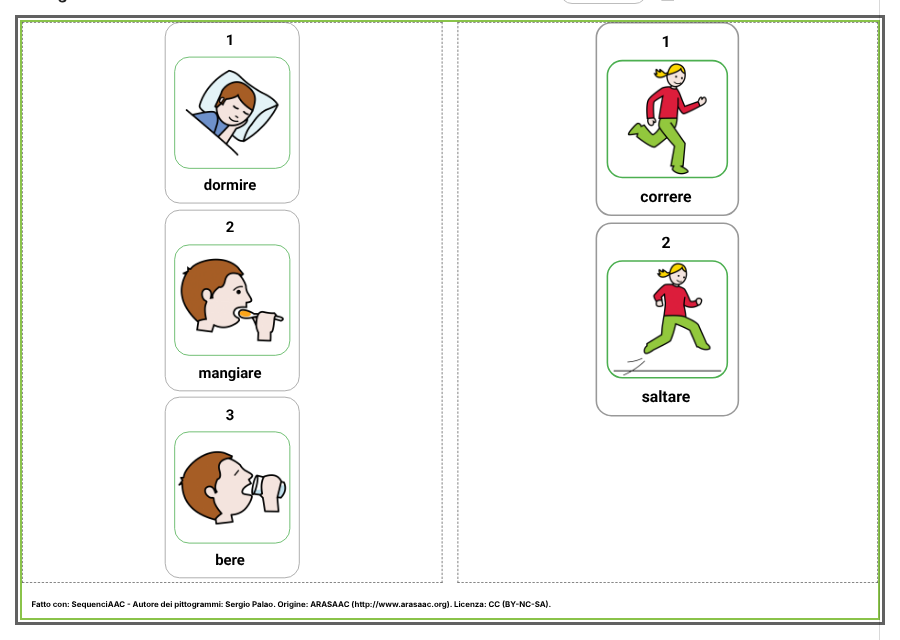 1
dormire
2
mangiare
3
bere
1
correre
2
saltare
Fatto con: SequenciAAC - Autore dei pittogrammi: Sergio Palao. Origine: ARASAAC (http://www.arasaac.org). Licenza: CC (BY-NC-SA).